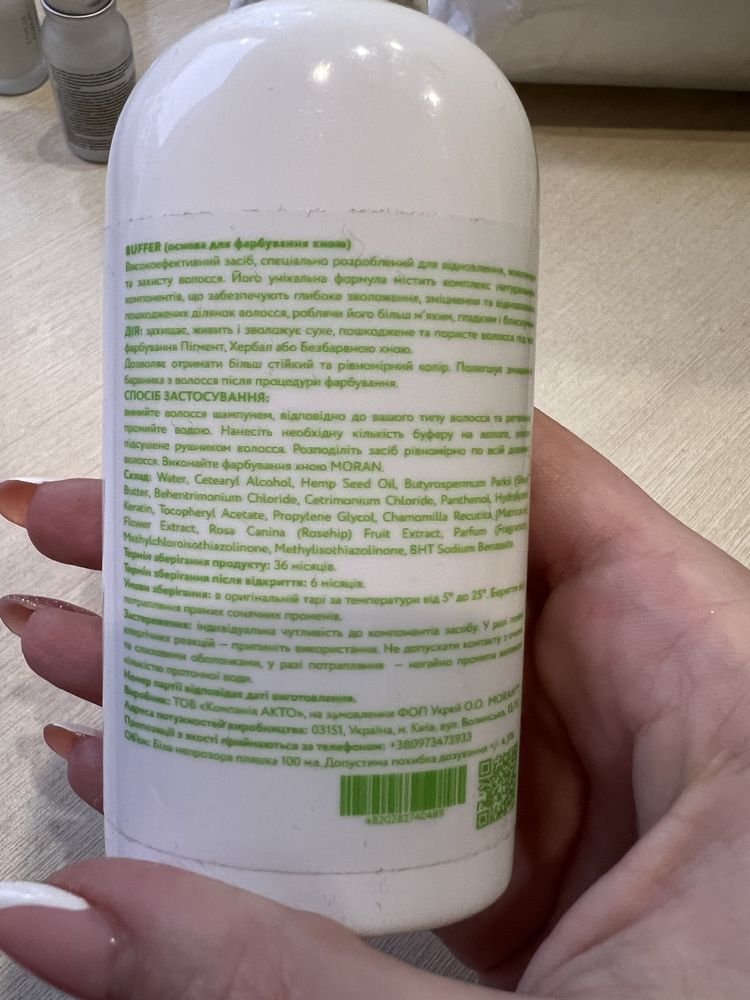 BUFFER (основа для фарбування хною)
Високоефективний засіб, спеціально розроблений для відновлення,
та захисту волосся. Його унікальна формула містить комплекс
компонентів, що забезпечують глибоке зволоження, зміцнення та
пошкоджених ділянок волосся, роблячи його більш м'яким, гладким і
ДІЯ: захищає, живить і зволожує сухе, пошкоджене та пористе волосся під
фарбування Пігмент, Хербал або Безбарвною хною.
Дозволяє отримати більш стійкий та рівномірний колір. Полегшує
барвника з волосся після процедури фарбування.
СПОСІБ ЗАСТОСУВАННЯ:
вимийте волосся шампунем, відповідно до вашого типу волосся та
промийте водою. Нанесіть необхідну кількість буферу на вологе,
підсушене рушником волосся. Розподіліть засіб рівномірно по всій
волосся. Виконайте фарбування хною MORAN.
Склад: Water, Cetearyl Alcohol, Hemp Seed Oil, Butyrospermum Parkii
Butter, Behentrimonium Chloride, Cetrimonium Chloride, Panthenol,
Keratin, Tocopheryl Acetate, Propylene Glycol, Chamomilla Recutita
Flower Extract, Rosa Canina (Rosehip) Fruit Extract, Parfum (Fragrance)
Methylchloroisothiazolinone, Methylisothiazolinone, BHT Sodium Benzoate
Термін зберігання продукту: 36 місяців.
Термін зберігання після відкриття: 6 місяців.
Умови зберігання: в оригінальній тарі за температури від 5° до 25°. Берегти
потрапляння прямих сонячних променів.
Застереження: індивідуальна чутливість до компонентів засобу. У разі
алергічних реакцій – припиніть використання. Не допускати контакту з
та слизовими оболонками, у разі потрапляння – негайно промити
кількістю проточної води.
Номер партії відповідає даті виготовлення.
Виробник: ТОВ «Компанія АКТО», на замовлення ФОП Украй О.О. MORAN
Адреса потужностей виробництва: 03151, Україна, м. Київ, вул. Волинська,
Пропозиції з якості приймаються за телефоном: +380973473933
Об'єм: Біла непрозора пляшка 100 мл. Допустима похибка дозування +/- 4,5%
4820282740489